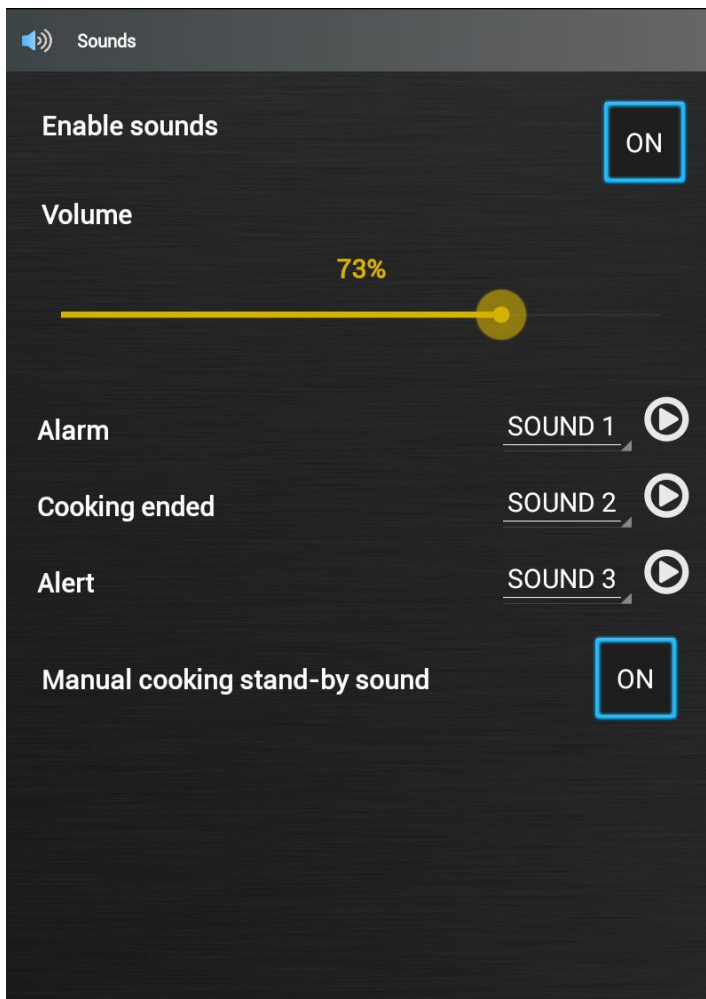 Sounds
Enable sounds
ON
Volume
73%
Alarm
SOUND 1
Cooking ended
SOUND 2
Alert
SOUND 3
Manual cooking stand-by sound
ON